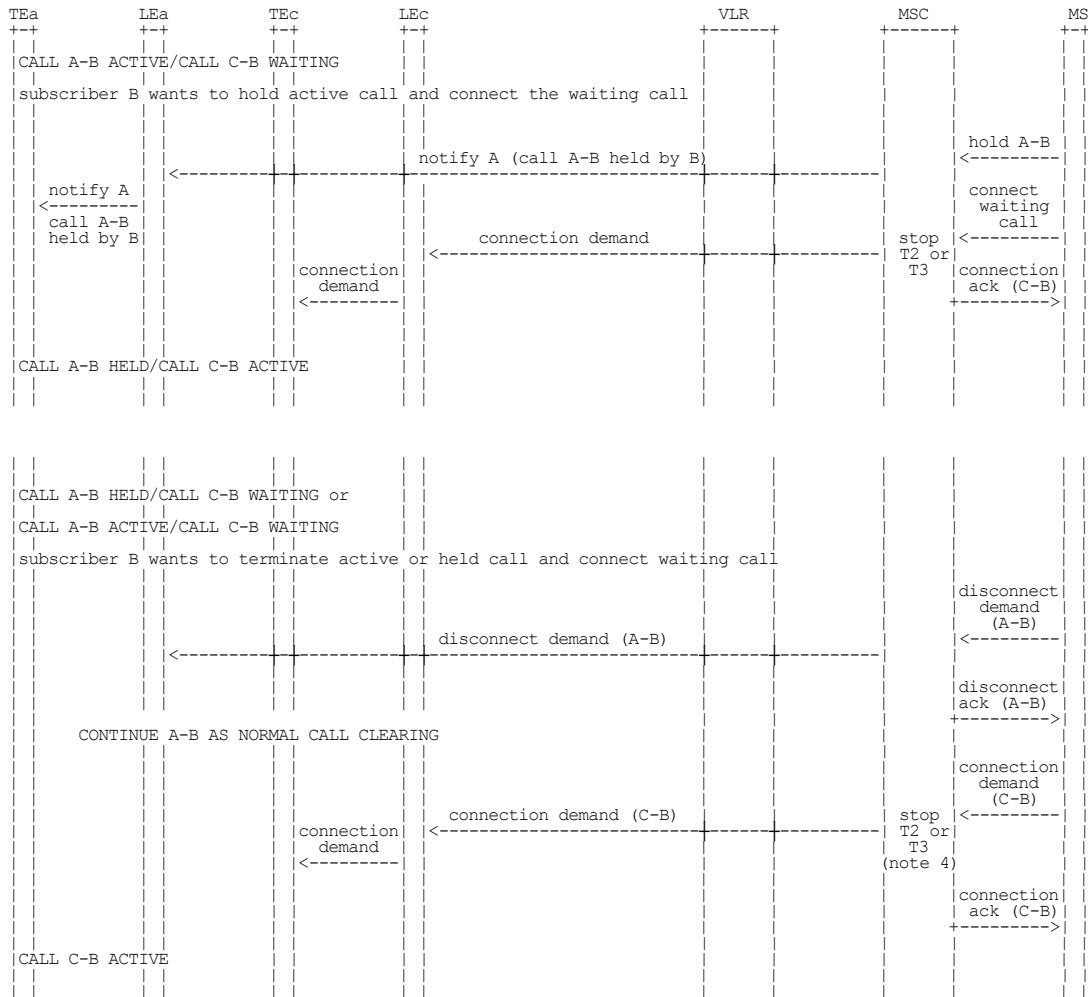 TEa LEa TEc LEc VLR MSC MS
CALL A-B ACTIVE/CALL C-B WAITING
subscriber B wants to hold active call and connect the waiting call
hold A-B
notify A (call A-B held by B)
notify A
call A-B
held by B
connect
waiting
call
connection demand
stop
T2 or
T3
connection
demand
connection
ack (C-B)
CALL A-B HELD/CALL C-B ACTIVE
CALL A-B HELD/CALL C-B WAITING or
CALL A-B ACTIVE/CALL C-B WAITING
subscriber B wants to terminate active or held call and connect waiting call
disconnect
demand
(A-B)
disconnect demand (A-B)
disconnect
ack (A-B)
CONTINUE A-B AS NORMAL CALL CLEARING
connection
demand
(C-B)
connection demand (C-B)
stop
T2 or
T3
(note 4)
connection
demand
connection
ack (C-B)
CALL C-B ACTIVE